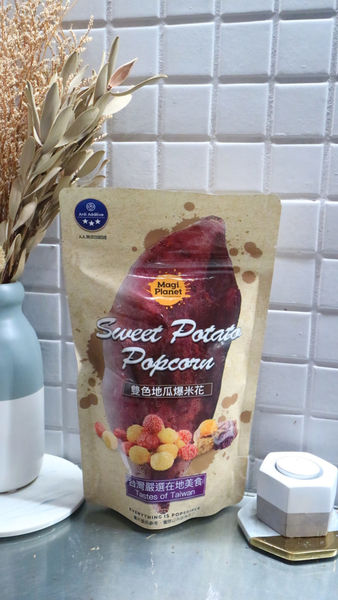 Anti Additive
Magi
Planet
Sweet Potato
Popcorn
雙色地瓜爆米花
台灣嚴選在地美食
Tastes of Taiwan
EVERYTHING IS POPABLE